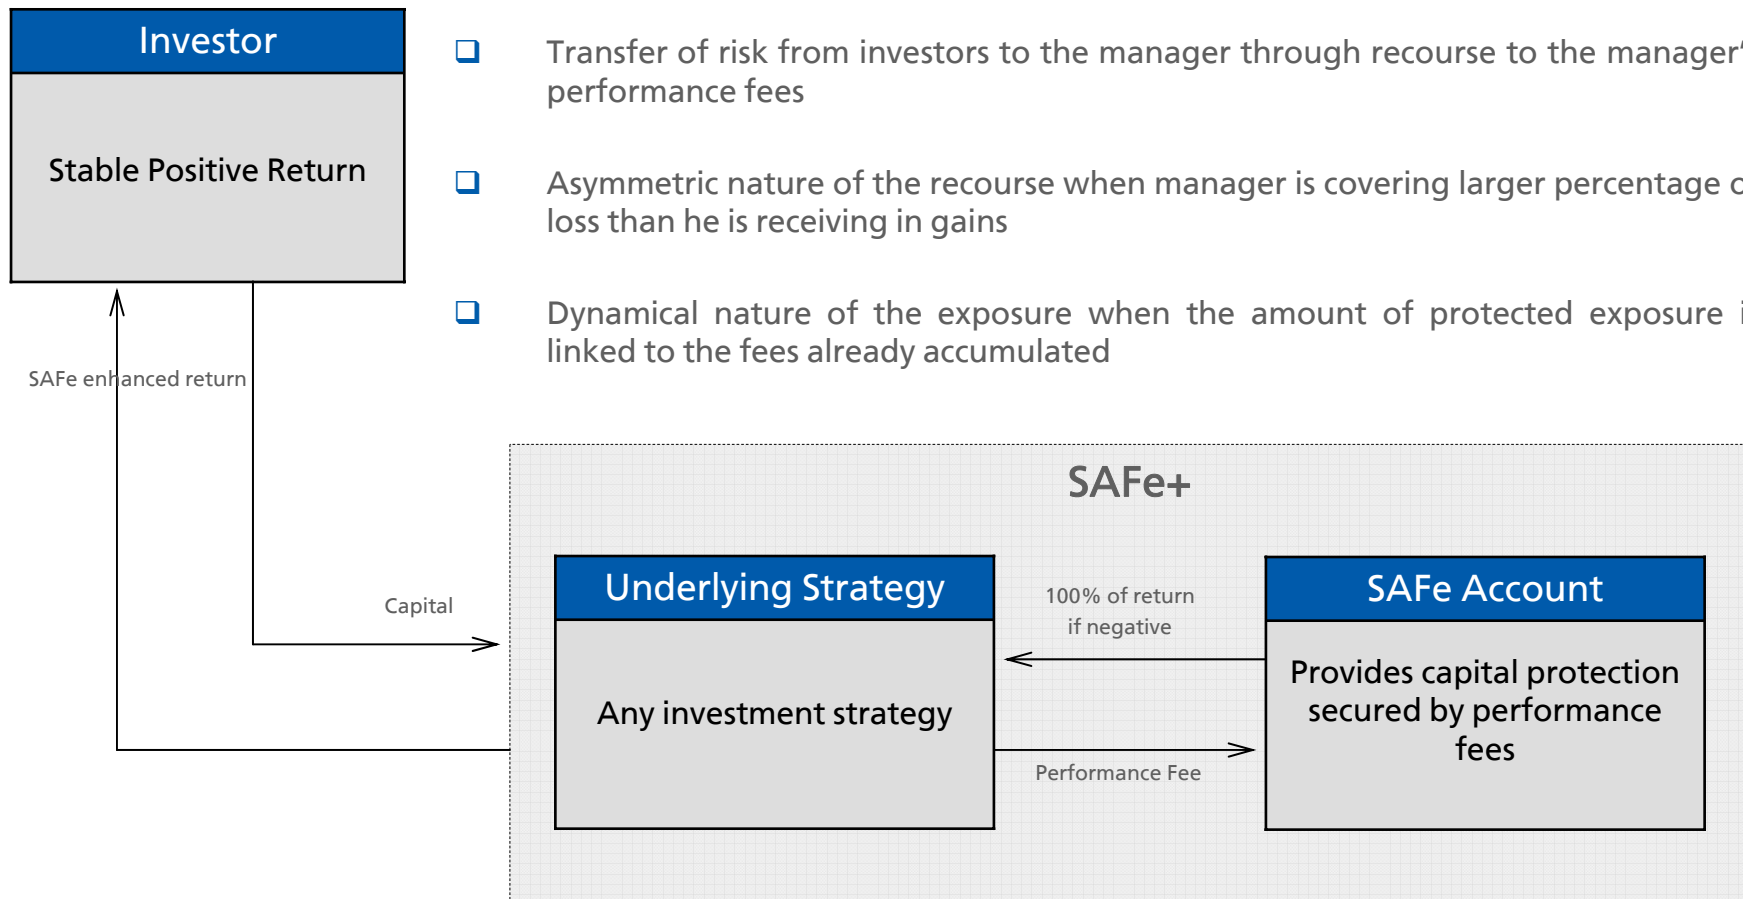 Investor
Stable Positive Return
❑ Transfer of risk from investors to the manager through recourse to the manager'
performance fees
❑ Asymmetric nature of the recourse when manager is covering larger percentage
loss than he is receiving in gains
❑ Dynamical nature of the exposure when the amount of protected exposure
linked to the fees already accumulated
SAFe enhanced return
Capital
SAFe+
Underlying Strategy
Any investment strategy
100% of return
if negative
Performance Fee
SAFe Account
Provides capital protection
secured by performance
fees